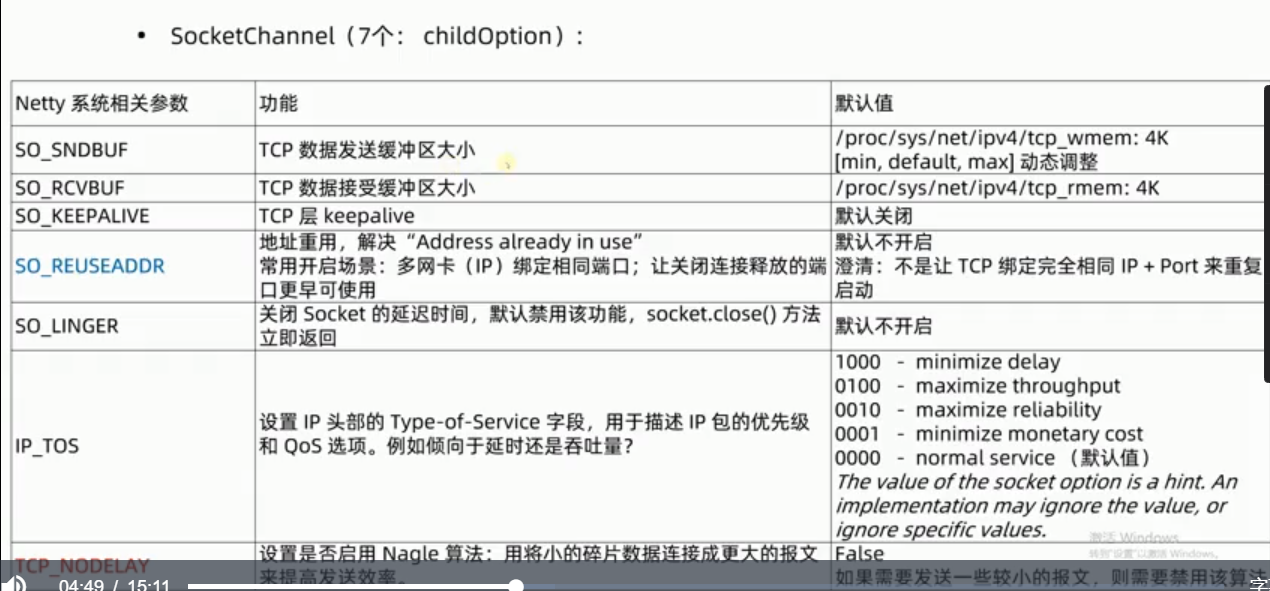 • SocketChannel（7个： childOption）：
Netty 系统相关参数
功能
默认值
SO_SNDBUF
TCP 数据发送缓冲区大小
/proc/sys/net/ipv4/tcp_wmem: 4K
[min, default, max] 动态调整
SO_RCVBUF
TCP 数据接受缓冲区大小
/proc/sys/net/ipv4/tcp_rmem: 4K
SO_KEEPALIVE
TCP 层 keepalive
默认关闭
SO_REUSEADDR
地址重用，解决“Address already in use”
常用开启场景：多网卡（IP）绑定相同端口；让关闭连接释放的端
口更早可使用
默认不开启
澄清：不是让 TCP 绑定完全相同 IP + Port 来重复
启动
SO_LINGER
关闭 Socket 的延迟时间，默认禁用该功能，socket.close() 方法
立即返回
默认不开启
IP_TOS
设置 IP 头部的 Type-of-Service 字段，用于描述 IP 包的优先级
和 QoS 选项。例如倾向于延时还是吞吐量？
1000 - minimize delay
0100 - maximize throughput
0010 - maximize reliability
0001 - minimize monetary cost
0000 - normal service （默认值）
The value of the socket option is a hint. An
implementation may ignore the value, or
ignore specific values.
TCP_NODELAY
设置是否启用 Nagle 算法：用将小的碎片数据连接成更大的报文
来提高发送效率。
False
如果需要发送一些较小的报文，则需要禁用该算法
激活 Windows
转到"设置"以激活 Windows。
04:49 / 15:11
字